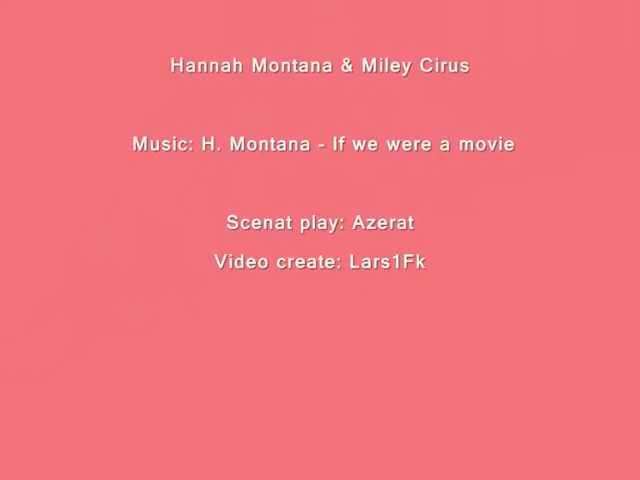 Hannah Montana & Miley Cirus
Music: H. Montana - If we were a movie
Scenat play: Azerat
Video create: Lars1Fk